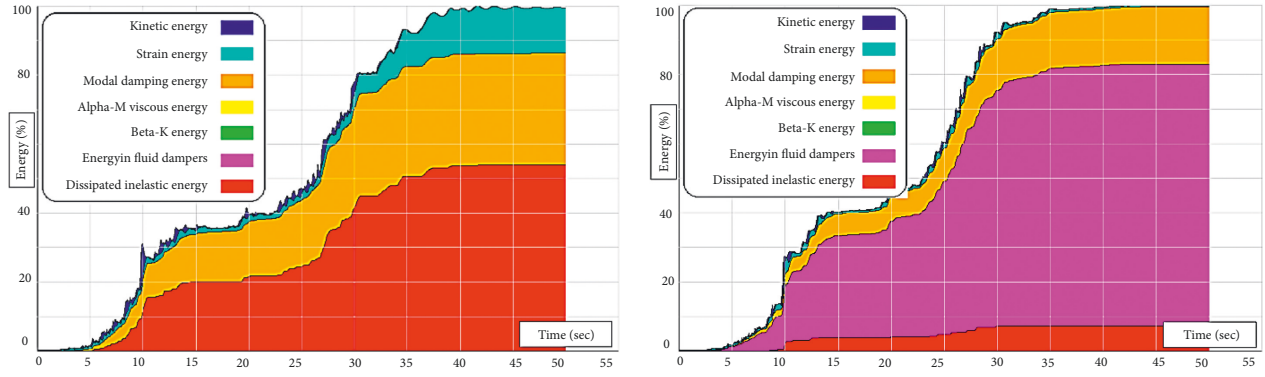 100
80
60
40
20
0
Energy (%)
Kinetic energy
Strain energy
Modal damping energy
Alpha-M viscous energy
Beta-K energy
Energyin fluid dampers
Dissipated inelastic energy
Time (sec)
0 5 10 15 20 25 30 35 40 45 50 55
100
80
60
40
20
0
Energy (%)
Kinetic energy
Strain energy
Modal damping energy
Alpha-M viscous energy
Beta-K energy
Energyin fluid dampers
Dissipated inelastic energy
Time (sec)
0 5 10 15 20 25 30 35 40 45 50 55